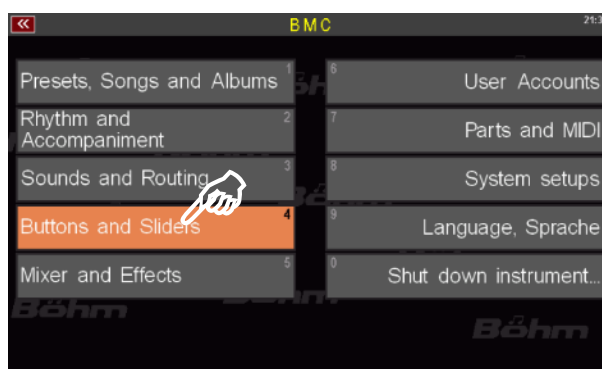 «
BMC
21:3
Presets, Songs and Albums 1
Rhythm and
Accompaniment 2
Sounds and Routing 3
Buttons and Sliders 4
Mixer and Effects 5
6 User Accounts
7 Parts and MIDI
8 System setups
9 Language, Sprache
0 Shut down instrument...
Böhm
Böhm